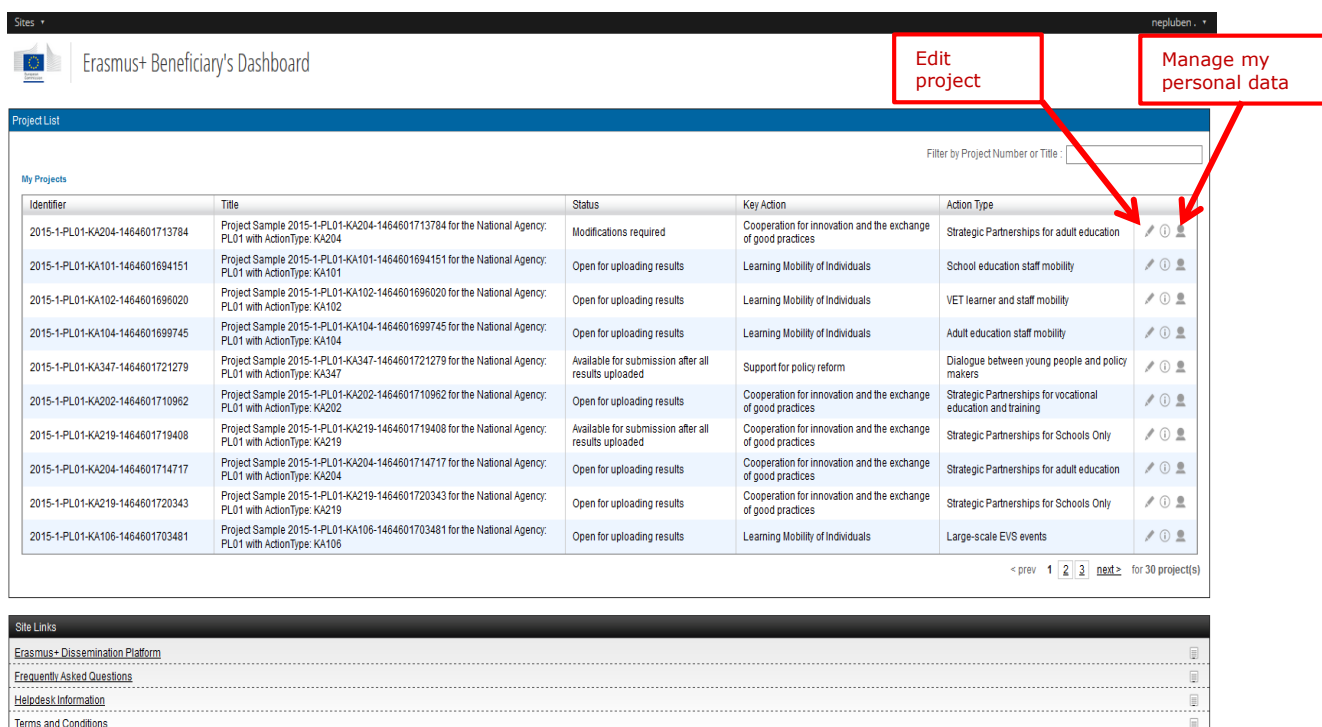 Sites
nepluben .
Erasmus+ Beneficiary's Dashboard
Edit
project
Manage my
personal data
Project List
Filter by Project Number or Title :
My Projects
Identifier Title Status Key Action Action Type
2015-1-PL01-KA204-1464601713784 Project Sample 2015-1-PL01-KA204-1464601713784 for the National Agency: PL01 with ActionType: KA204 Modifications required Cooperation for innovation and the exchange of good practices Strategic Partnerships for adult education
2015-1-PL01-KA101-1464601694151 Project Sample 2015-1-PL01-KA101-1464601694151 for the National Agency: PL01 with ActionType: KA101 Open for uploading results Learning Mobility of Individuals School education staff mobility
2015-1-PL01-KA102-1464601696020 Project Sample 2015-1-PL01-KA102-1464601696020 for the National Agency: PL01 with ActionType: KA102 Open for uploading results Learning Mobility of Individuals VET learner and staff mobility
2015-1-PL01-KA104-1464601699745 Project Sample 2015-1-PL01-KA104-1464601699745 for the National Agency: PL01 with ActionType: KA104 Open for uploading results Learning Mobility of Individuals Adult education staff mobility
2015-1-PL01-KA347-1464601721279 Project Sample 2015-1-PL01-KA347-1464601721279 for the National Agency: PL01 with ActionType: KA347 Available for submission after all results uploaded Support for policy reform Dialogue between young people and policy makers
2015-1-PL01-KA202-1464601710962 Project Sample 2015-1-PL01-KA202-1464601710962 for the National Agency: PL01 with ActionType: KA202 Open for uploading results Cooperation for innovation and the exchange of good practices Strategic Partnerships for vocational education and training
2015-1-PL01-KA219-1464601719408 Project Sample 2015-1-PL01-KA219-1464601719408 for the National Agency: PL01 with ActionType: KA219 Available for submission after all results uploaded Cooperation for innovation and the exchange of good practices Strategic Partnerships for Schools Only
2015-1-PL01-KA204-1464601714717 Project Sample 2015-1-PL01-KA204-1464601714717 for the National Agency: PL01 with ActionType: KA204 Open for uploading results Cooperation for innovation and the exchange of good practices Strategic Partnerships for adult education
2015-1-PL01-KA219-1464601720343 Project Sample 2015-1-PL01-KA219-1464601720343 for the National Agency: PL01 with ActionType: KA219 Open for uploading results Cooperation for innovation and the exchange of good practices Strategic Partnerships for Schools Only
2015-1-PL01-KA106-1464601703481 Project Sample 2015-1-PL01-KA106-1464601703481 for the National Agency: PL01 with ActionType: KA106 Open for uploading results Learning Mobility of Individuals Large-scale EVS events
< prev 1 2 3 next > for 30 project(s)
Site Links
Erasmus+ Dissemination Platform
Frequently Asked Questions
Helpdesk Information
Terms and Conditions